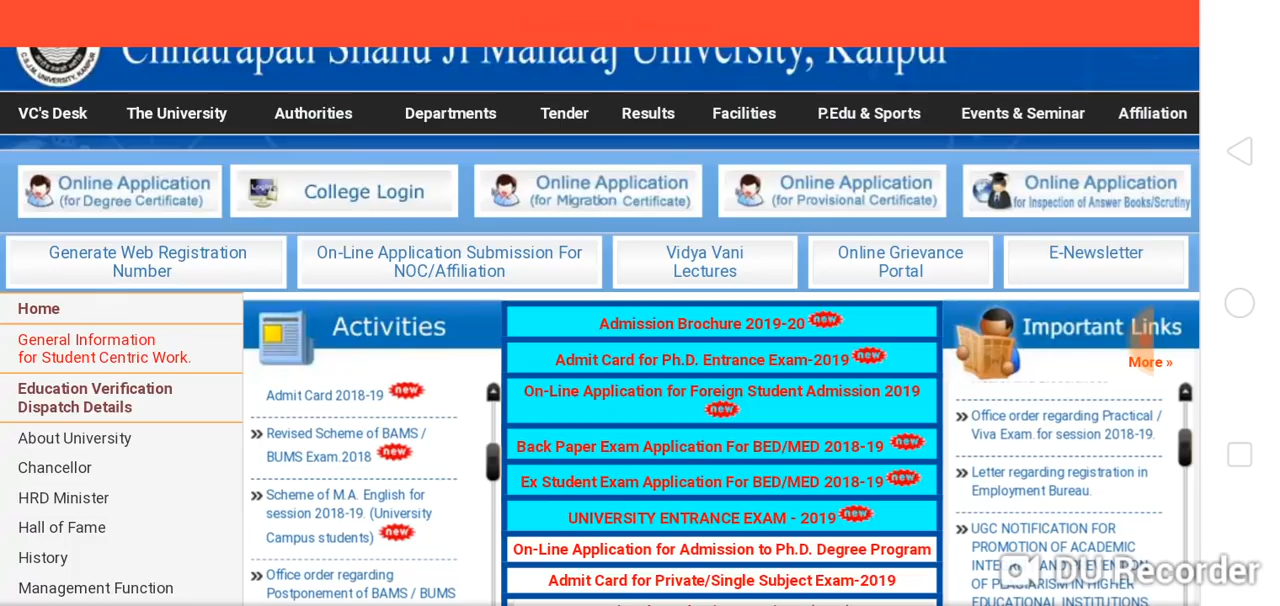 Chhatrapati Shahu Ji Maharaj University, Kanpur
C.S.J.M. UNIVERSITY, KANPUR
VC's Desk The University Authorities Departments Tender Results Facilities P.Edu & Sports Events & Seminar Affiliation
Online Application
(for Degree Certificate)
Login
College Login
Online Application
(for Migration Certificate)
Online Application
(for Provisional Certificate)
Online Application
for Inspection of Answer Books/Scrutiny
Generate Web Registration
Number
On-Line Application Submission For
NOC/Affiliation
Vidya Vani
Lectures
Online Grievance
Portal
E-Newsletter
Home
General Information
for Student Centric Work.
Education Verification
Dispatch Details
About University
Chancellor
HRD Minister
Hall of Fame
History
Management Function
Activities
Admit Card 2018-19 new
Revised Scheme of BAMS /
BUMS Exam.2018 new
Scheme of M.A. English for
session 2018-19. (University
Campus students) new
Office order regarding
Postponement of BAMS / BUMS
Admission Brochure 2019-20 new
Admit Card for Ph.D. Entrance Exam-2019 new
On-Line Application for Foreign Student Admission 2019
new
Back Paper Exam Application For BED/MED 2018-19 new
Ex Student Exam Application For BED/MED 2018-19 new
UNIVERSITY ENTRANCE EXAM - 2019 new
On-Line Application for Admission to Ph.D. Degree Program
Admit Card for Private/Single Subject Exam-2019
Important Links
More »
Office order regarding Practical /
Viva Exam.for session 2018-19.
Letter regarding registration in
Employment Bureau.
UGC NOTIFICATION FOR
PROMOTION OF ACADEMIC
OF PLAGIARISM IN HIGHER
EDUCATIONAL INSTITUTIONS
DU Recorder